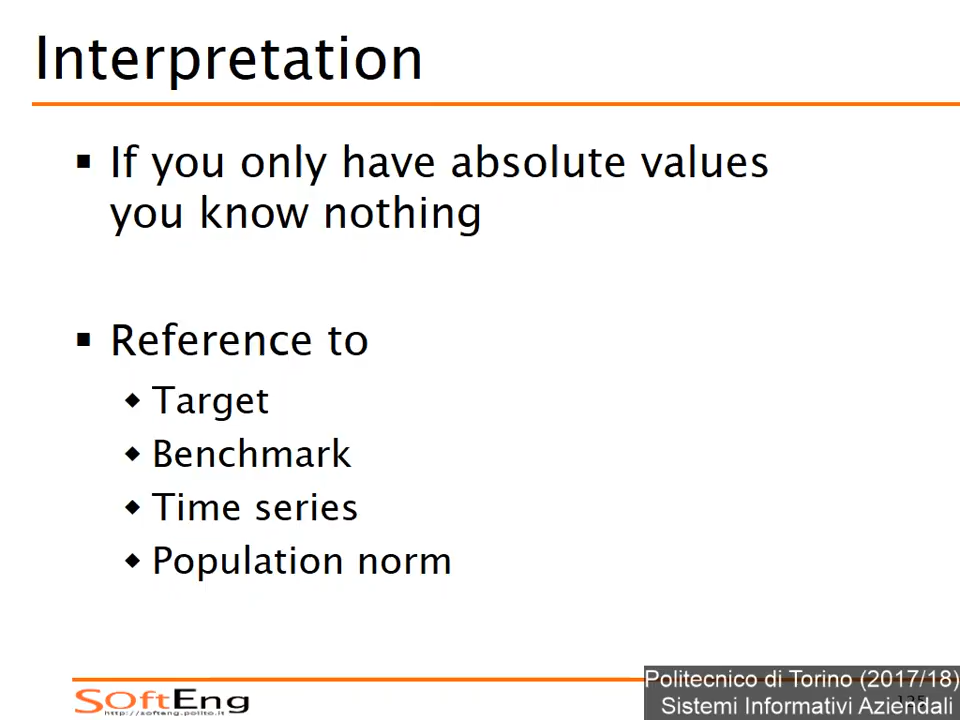 Interpretation
▪ If you only have absolute values
you know nothing
▪ Reference to
◆ Target
◆ Benchmark
◆ Time series
◆ Population norm
SOftEng
http://softeng.polito.it
Politecnico di Torino (2017/18)
Sistemi Informativi Aziendali